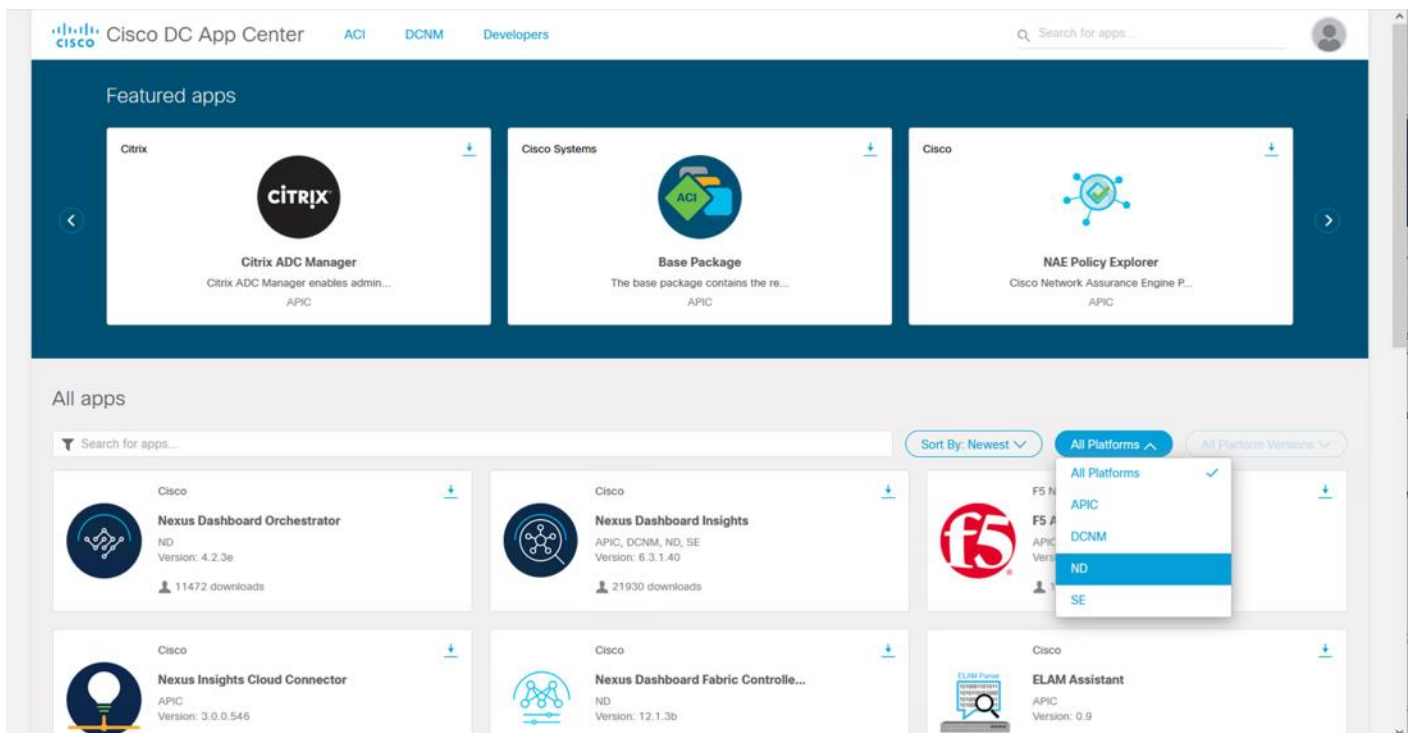 CISCO Cisco DC App Center ACI DCNM Developers Search for apps...
Featured apps
Citrix
CITRIX
Citrix ADC Manager
Citrix ADC Manager enables admin...
APIC
Cisco Systems
ACI
Base Package
The base package contains the re...
APIC
Cisco
NAE Policy Explorer
Cisco Network Assurance Engine P...
APIC
All apps
Search for apps...
Sort By: Newest
All Platforms
All Platform Versions
All Platforms
APIC
DCNM
ND
SE
Cisco
Nexus Dashboard Orchestrator
ND
Version: 4.2.3e
11472 downloads
Cisco
Nexus Dashboard Insights
APIC, DCNM, ND, SE
Version: 6.3.1.40
21930 downloads
F5 N
f5
F5 A
APIC
Vers
1
Cisco
Nexus Insights Cloud Connector
APIC
Version: 3.0.0.546
Cisco
Nexus Dashboard Fabric Controlle...
ND
Version: 12.1.3b
Cisco
ELAM Parser
ELAM Assistant
APIC
Version: 0.9